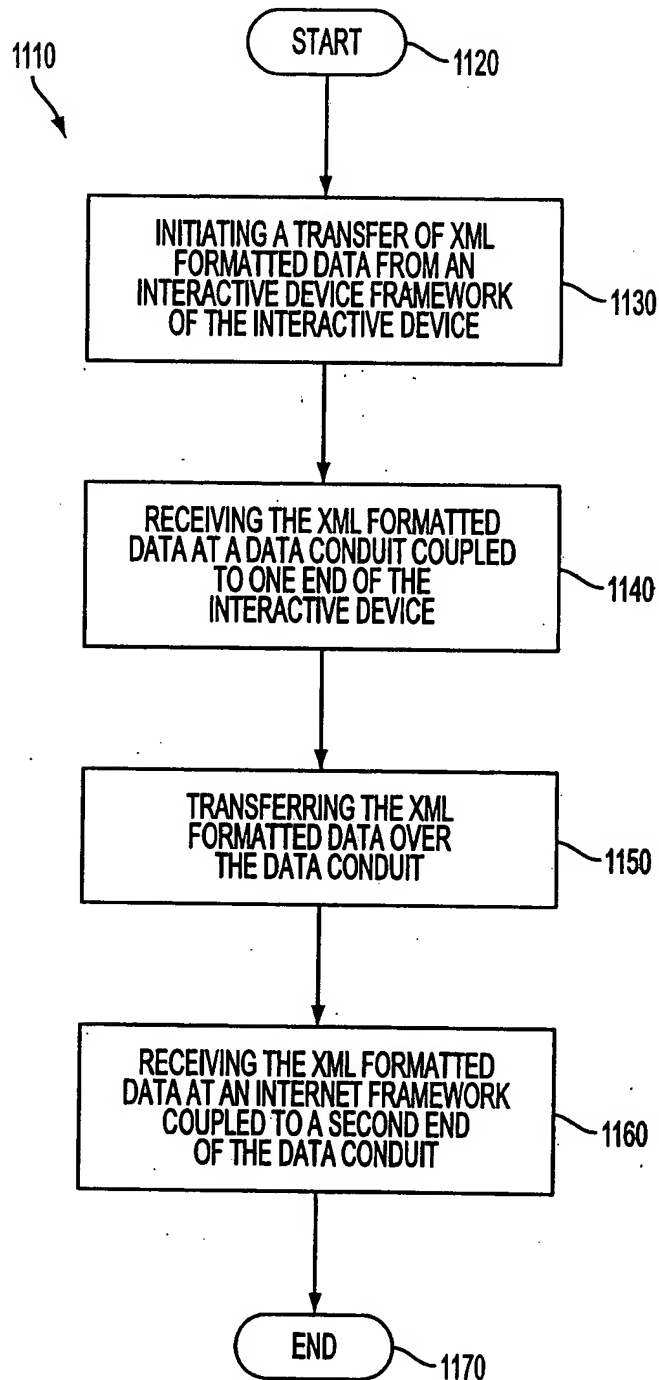 1110
START
1120
INITIATING A TRANSFER OF XML
FORMATTED DATA FROM AN
INTERACTIVE DEVICE FRAMEWORK
OF THE INTERACTIVE DEVICE
1130
RECEIVING THE XML FORMATTED
DATA AT A DATA CONDUIT COUPLED
TO ONE END OF THE
INTERACTIVE DEVICE
1140
TRANSFERRING THE XML
FORMATTED DATA OVER
THE DATA CONDUIT
1150
RECEIVING THE XML FORMATTED
DATA AT AN INTERNET FRAMEWORK
COUPLED TO A SECOND END
OF THE DATA CONDUIT
1160
END
1170